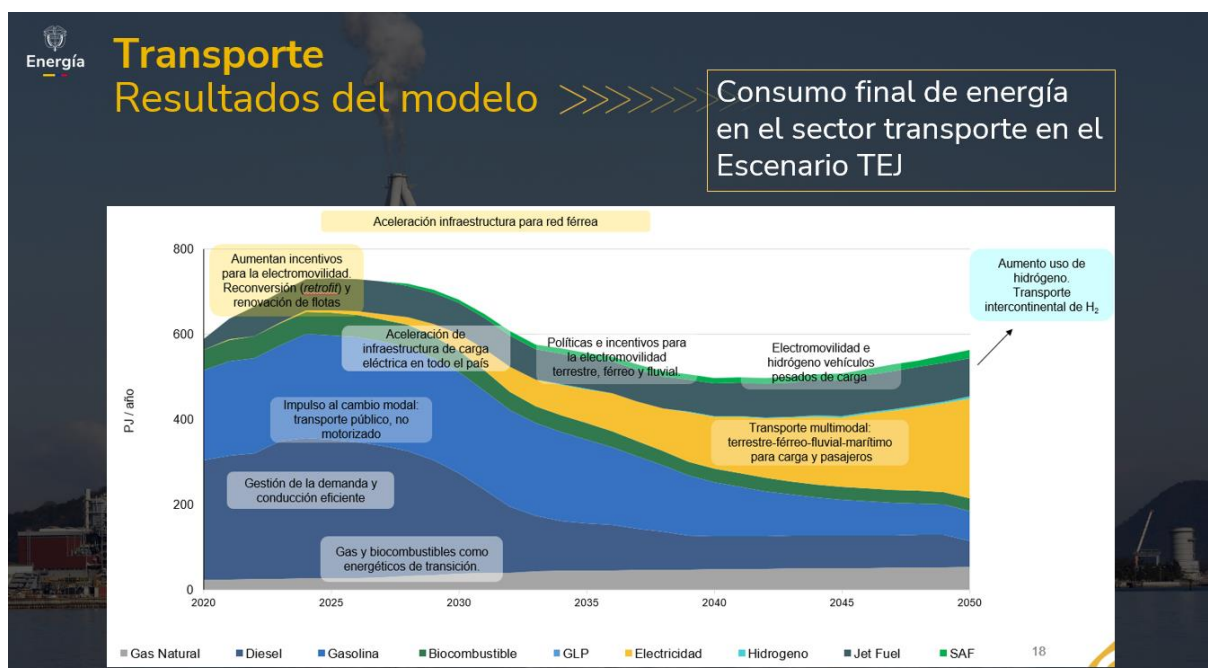 Energía
Transporte
Resultados del modelo
Consumo final de energía
en el sector transporte en el
Escenario TEJ
Aceleración infraestructura para red férrea
800
600
400
200
0
PJ / año
Aumentan incentivos
para la electromovilidad.
Reconversión (retrofit) y
renovación de flotas
Aceleración de
infraestructura de carga
eléctrica en todo el país
Políticas e incentivos para
la electromovilidad
terrestre, férreo y fluvial.
Electromovilidad e
hidrógeno vehículos
pesados de carga
Aumento uso de
hidrógeno.
Transporte
intercontinental de H₂
Impulso al cambio modal:
transporte público, no
motorizado
Transporte multimodal:
terrestre-férreo-fluvial-marítimo
para carga y pasajeros
Gestión de la demanda y
conducción eficiente
Gas y biocombustibles como
energéticos de transición.
2020 2025 2030 2035 2040 2045 2050
Gas Natural Diesel Gasolina Biocombustible GLP Electricidad Hidrogeno Jet Fuel SAF
18